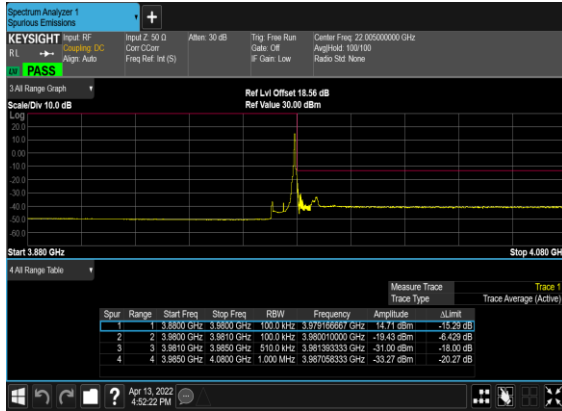 Spectrum Analyzer 1
Spurious Emissions
KEYSIGHT Input: RF Input Z: 50 Ω Atten: 30 dB Trig: Free Run Center Freq: 22.005000000 GHz
RL Coupling: DC Corr CCorr Gate: Off Avg|Hold: 100/100
Align: Auto Freq Ref: Int (S) IF Gain: Low Radio Std: None
PASS
3 All Range Graph
Ref Lvl Offset 18.56 dB
Scale/Div 10.0 dB Ref Value 30.00 dBm
Log
20.0
10.0
0.00
-10.0
-20.0
-30.0
-40.0
-50.0
-60.0
Start 3.880 GHz Stop 4.080 GH
4 All Range Table
Measure Trace Trace 1
Trace Type Trace Average (Active)
Spur Range Start Freq Stop Freq RBW Frequency Amplitude ΔLimit
1 1 3.8800 GHz 3.9800 GHz 100.0 kHz 3.979166667 GHz 14.71 dBm -15.29 dB
2 2 3.9800 GHz 3.9810 GHz 100.0 kHz 3.980010000 GHz -19.43 dBm -6.429 dB
3 3 3.9810 GHz 3.9850 GHz 510.0 kHz 3.981393333 GHz -31.00 dBm -18.00 dB
4 4 3.9850 GHz 4.0800 GHz 1.000 MHz 3.987058333 GHz -33.27 dBm -20.27 dB
? Apr 13, 2022
4:52:22 PM